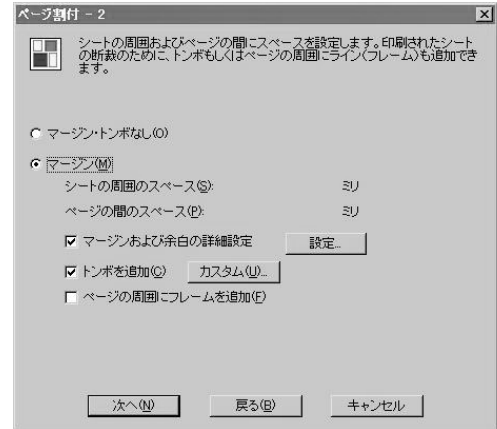 ページ割付 - 2
シートの周囲およびページの間にスペースを設定します。印刷されたシート
の断裁のために、トンボもしくはページの周囲にライン(フレーム)も追加でき
ます。
マージン・トンボなし(O)
マージン(M)
シートの周囲のスペース(S): ミリ
ページの間のスペース(P): ミリ
マージンおよび余白の詳細設定 設定...
トンボを追加(C) カスタム(U)...
ページの周囲にフレームを追加(F)
次へ(N) 戻る(B) キャンセル